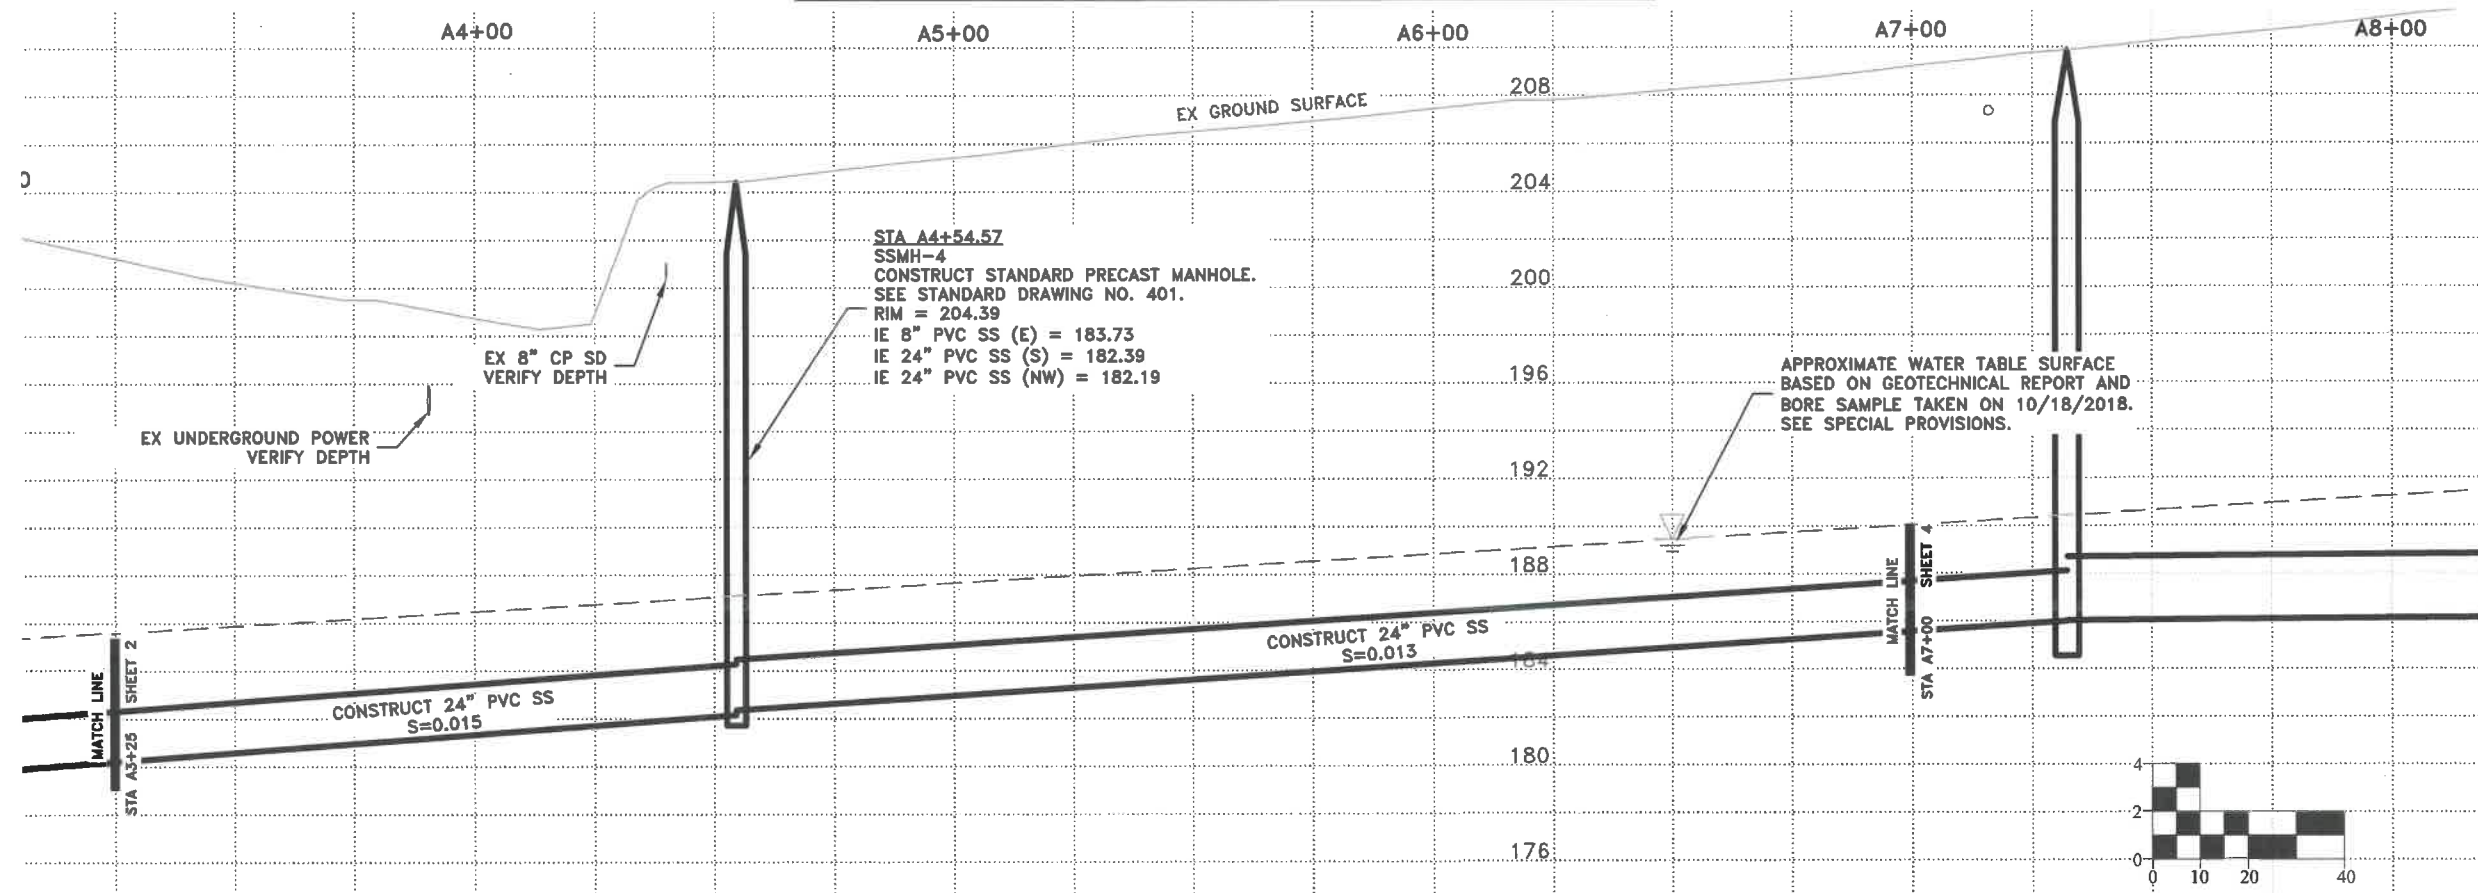 A4+00
A5+00
A6+00
A7+00
A8+00
208
EX GROUND SURFACE
204
0
STA A4+54.57
SSMH-4
CONSTRUCT STANDARD PRECAST MANHOLE.
SEE STANDARD DRAWING NO. 401.
RIM = 204.39
IE 8" PVC SS (E) = 183.73
IE 24" PVC SS (S) = 182.39
IE 24" PVC SS (NW) = 182.19
200
EX 8" CP SD
VERIFY DEPTH
196
APPROXIMATE WATER TABLE SURFACE
BASED ON GEOTECHNICAL REPORT AND
BORE SAMPLE TAKEN ON 10/18/2018.
SEE SPECIAL PROVISIONS.
EX UNDERGROUND POWER
VERIFY DEPTH
192
188
MATCH LINE
STA A7+00 SHEET 4
CONSTRUCT 24" PVC SS
S=0.013
184
MATCH LINE
STA A3+25 SHEET 2
CONSTRUCT 24" PVC SS
S=0.015
180
176
4
2
0
0 10 20 40